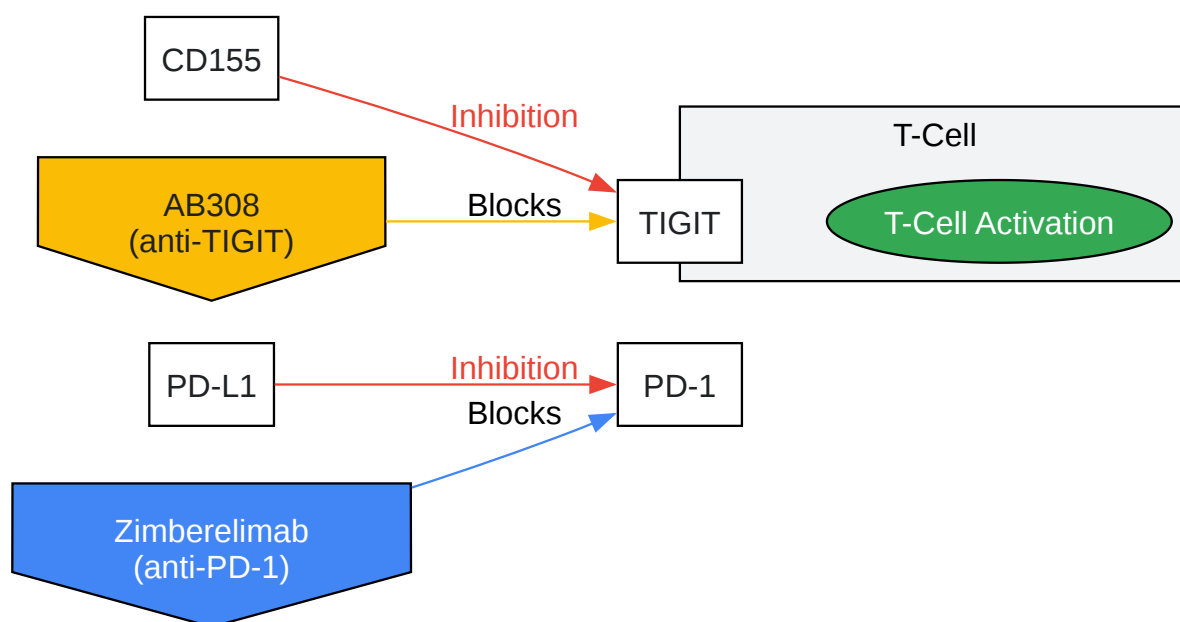 CD155
Inhibition
T-Cell
AB308
(anti-TIGIT)
Blocks
TIGIT
T-Cell Activation
PD-L1
Inhibition
PD-1
Blocks
Zimberelimab
(anti-PD-1)